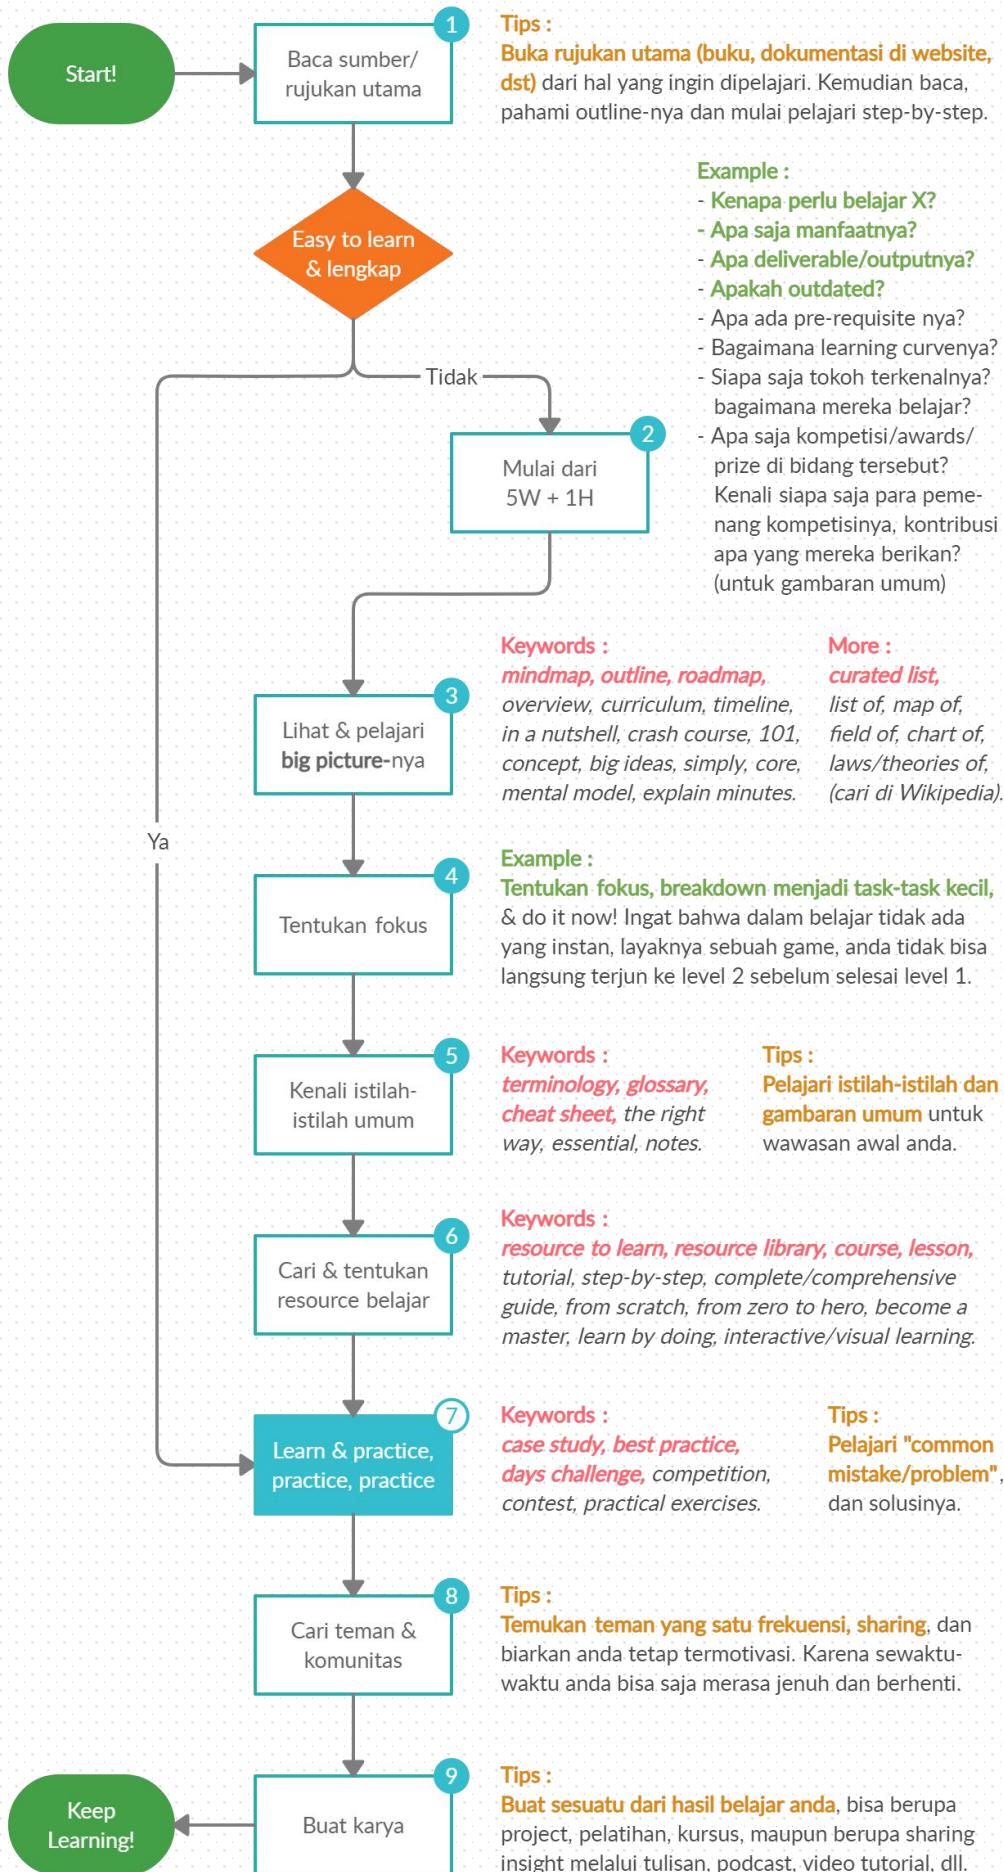 Start!
1
Baca sumber/
rujukan utama
Tips :
Buka rujukan utama (buku, dokumentasi di website,
dst) dari hal yang ingin dipelajari. Kemudian baca,
pahami outline-nya dan mulai pelajari step-by-step.
Easy to learn
& lengkap
Example :
- Kenapa perlu belajar X?
- Apa saja manfaatnya?
- Apa deliverable/outputnya?
- Apakah outdated?
- Apa ada pre-requisite nya?
- Bagaimana learning curvenya?
- Siapa saja tokoh terkenalnya?
bagaimana mereka belajar?
- Apa saja kompetisi/awards/
prize di bidang tersebut?
Kenali siapa saja para peme-
nang kompetisinya, kontribusi
apa yang mereka berikan?
(untuk gambaran umum)
Tidak
2
Mulai dari
5W + 1H
3
Lihat & pelajari
big picture-nya
Keywords :
mindmap, outline, roadmap,
overview, curriculum, timeline,
in a nutshell, crash course, 101,
concept, big ideas, simply, core,
mental model, explain minutes.
More :
curated list,
list of, map of,
field of, chart of,
laws/theories of,
(cari di Wikipedia).
Ya
4
Tentukan fokus
Example :
Tentukan fokus, breakdown menjadi task-task kecil,
& do it now! Ingat bahwa dalam belajar tidak ada
yang instan, layaknya sebuah game, anda tidak bisa
langsung terjun ke level 2 sebelum selesai level 1.
5
Kenali istilah-
istilah umum
Keywords :
terminology, glossary,
cheat sheet, the right
way, essential, notes.
Tips :
Pelajari istilah-istilah dan
gambaran umum untuk
wawasan awal anda.
6
Cari & tentukan
resource belajar
Keywords :
resource to learn, resource library, course, lesson,
tutorial, step-by-step, complete/comprehensive
guide, from scratch, from zero to hero, become a
master, learn by doing, interactive/visual learning.
7
Learn & practice,
practice, practice
Keywords :
case study, best practice,
days challenge, competition,
contest, practical exercises.
Tips :
Pelajari "common
mistake/problem",
dan solusinya.
8
Cari teman &
komunitas
Tips :
Temukan teman yang satu frekuensi, sharing, dan
biarkan anda tetap termotivasi. Karena sewaktu-
waktu anda bisa saja merasa jenuh dan berhenti.
9
Buat karya
Tips :
Buat sesuatu dari hasil belajar anda, bisa berupa
project, pelatihan, kursus, maupun berupa sharing
insight melalui tulisan, podcast, video tutorial, dll.
Keep
Learning!